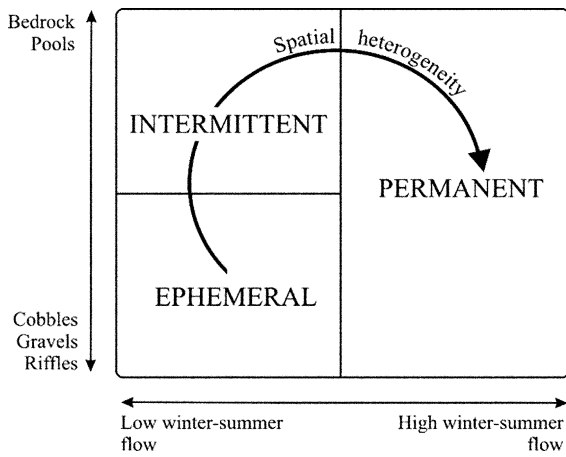 Bedrock
Pools
Spatial heterogeneity
INTERMITTENT
PERMANENT
EPHEMERAL
Cobbles
Gravels
Riffles
Low winter-summer
flow
High winter-summer
flow